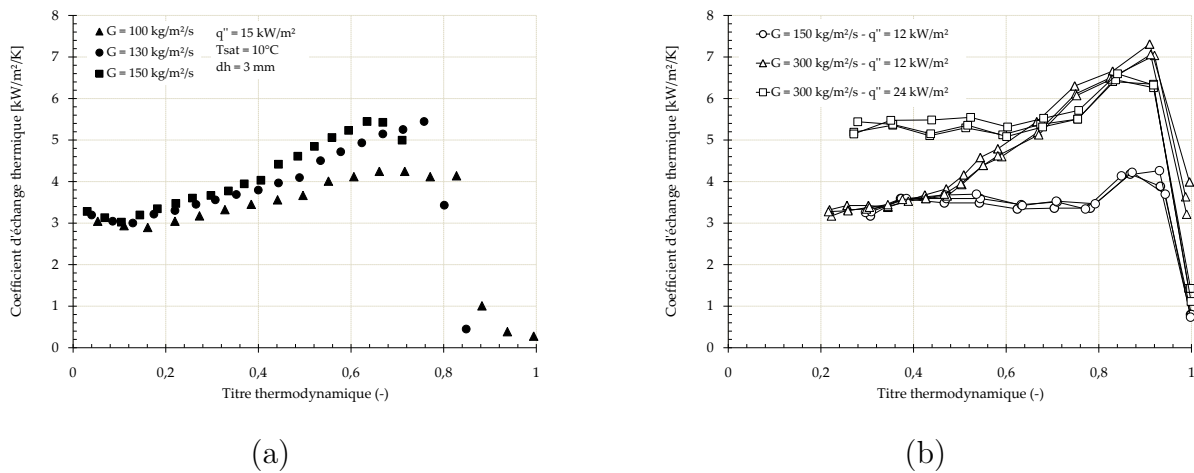 8
7
6
5
4
3
2
1
0
Coefficient d'échange thermique [kW/m²/K]
G = 100 kg/m²/s
G = 130 kg/m²/s
G = 150 kg/m²/s
q'' = 15 kW/m²
Tsat = 10°C
dh = 3 mm
0 0,2 0,4 0,6 0,8 1
Titre thermodynamique (-)
(a)
8
7
6
5
4
3
2
1
0
Coefficient d'échange thermique [kW/m²/K]
G = 150 kg/m²/s - q'' = 12 kW/m²
G = 300 kg/m²/s - q'' = 12 kW/m²
G = 300 kg/m²/s - q'' = 24 kW/m²
0 0,2 0,4 0,6 0,8 1
Titre thermodynamique (-)
(b)